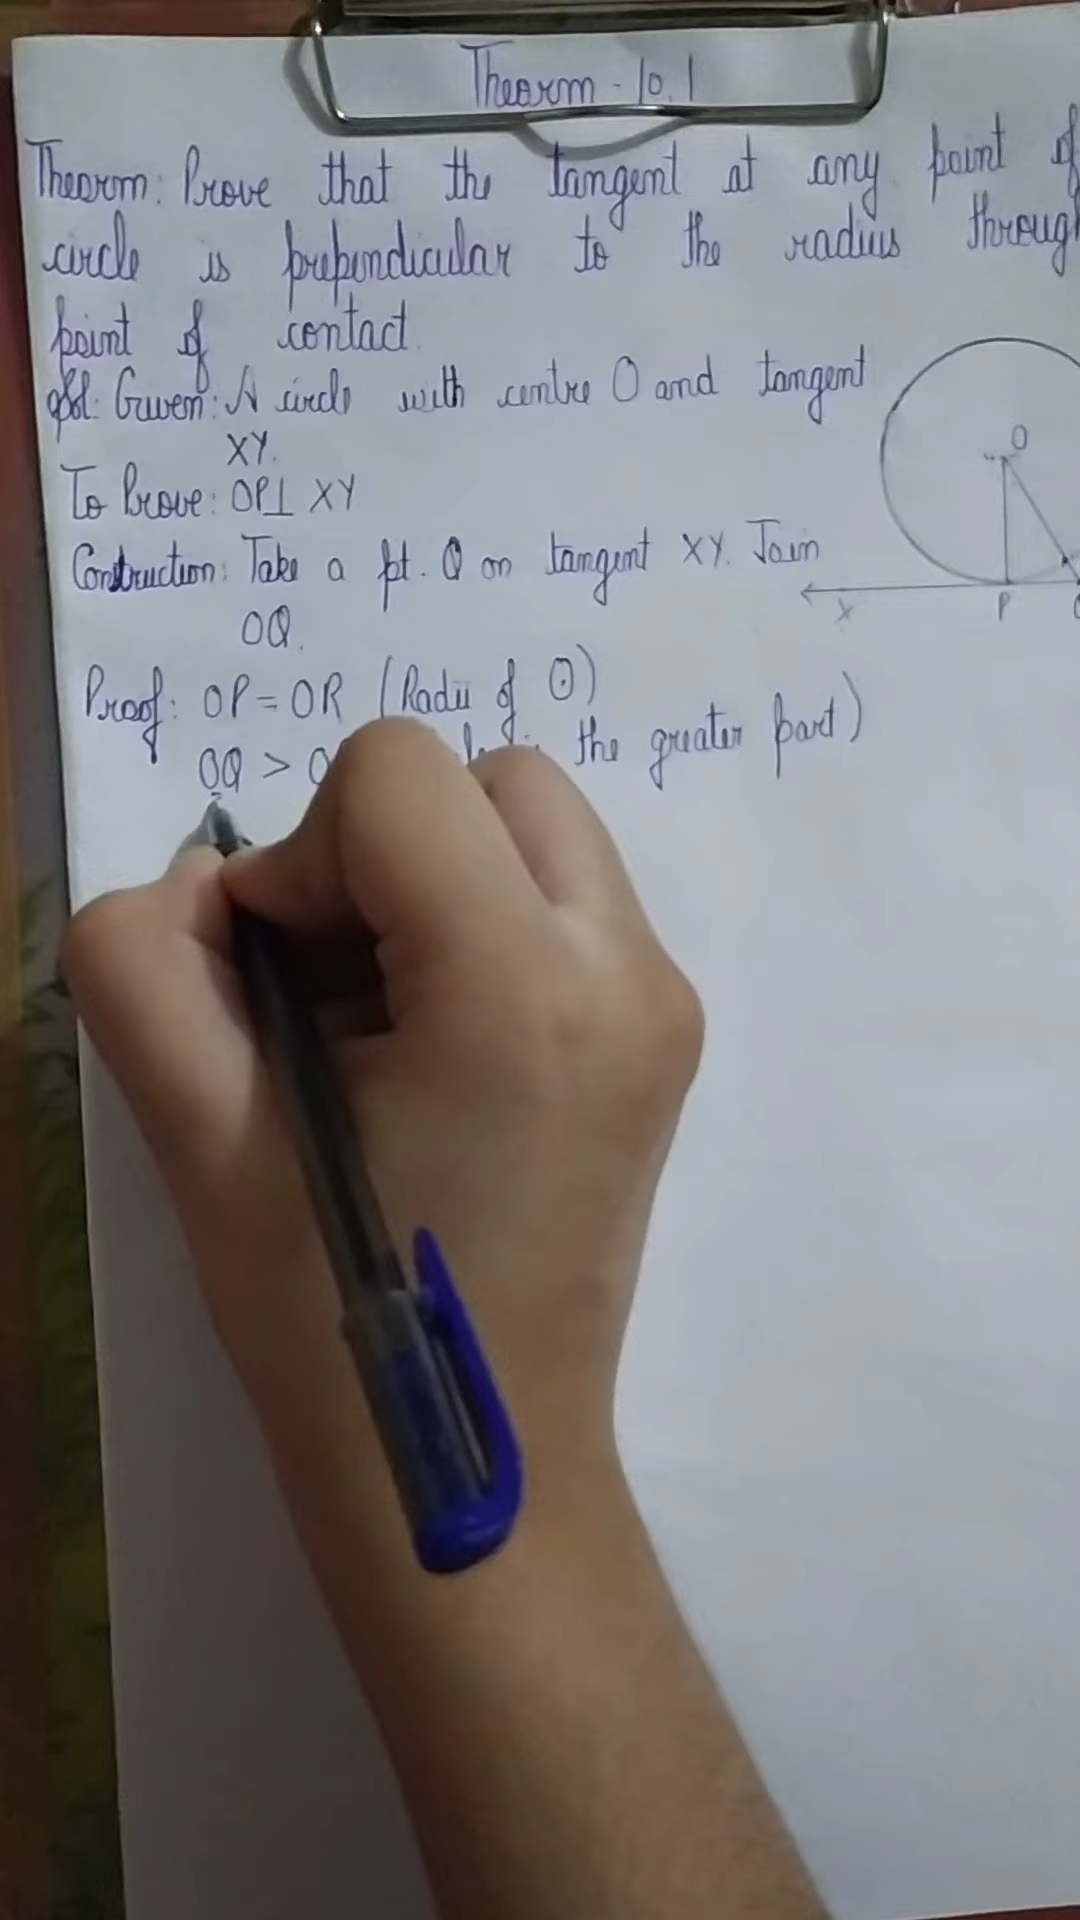 Theorm - 10.1
Theorm: Prove that the tangent at any point of
circle is prependicular to the radius through
point of contact.
Sol: Given: A circle with centre O and tangent
XY.
To Prove: OP⊥ XY
Construction: Take a pt. Q on tangent XY. Join
OQ.
Proof: OP = OR (Radii of ⊙)
OQ > the greater part)
O
X P